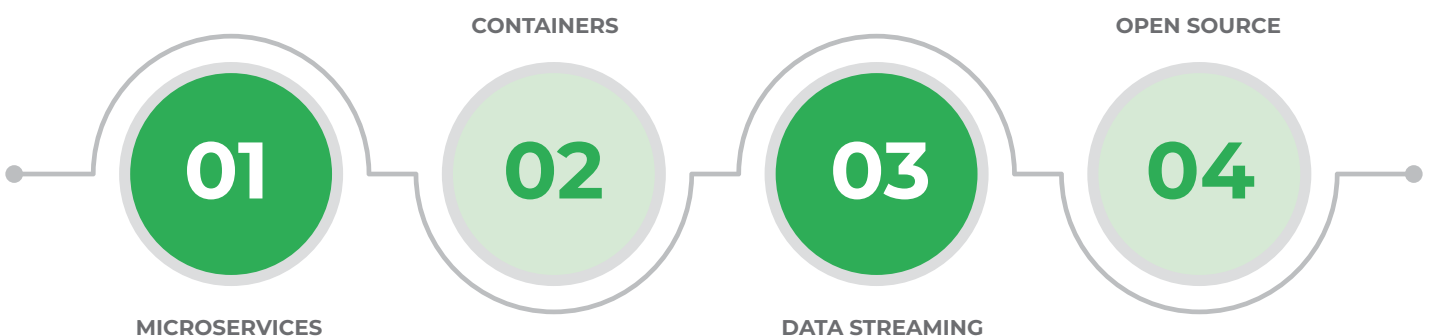 01
MICROSERVICES
CONTAINERS
02
03
DATA STREAMING
OPEN SOURCE
04